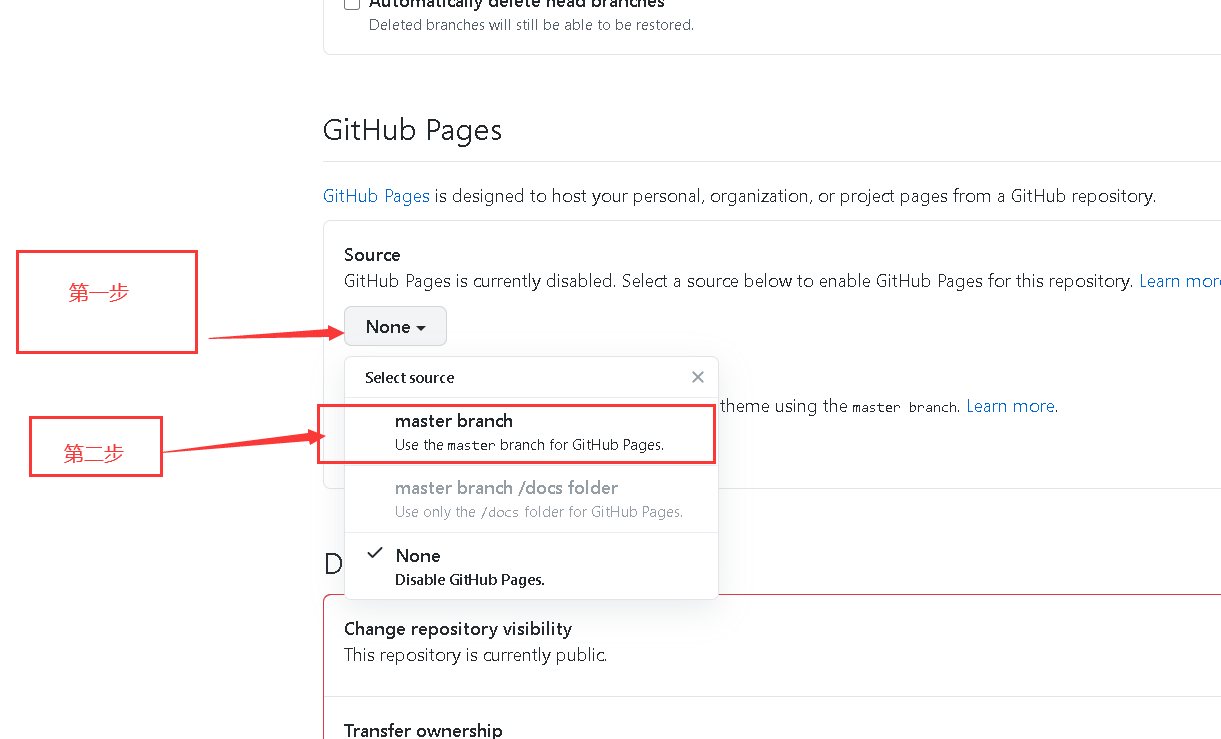 Automatically delete head branches
Deleted branches will still be able to be restored.
GitHub Pages
GitHub Pages is designed to host your personal, organization, or project pages from a GitHub repository.
Source
GitHub Pages is currently disabled. Select a source below to enable GitHub Pages for this repository. Learn more
第一步
None
Select source
master branch
Use the master branch for GitHub Pages.
theme using the master branch. Learn more.
第二步
master branch /docs folder
Use only the /docs folder for GitHub Pages.
None
Disable GitHub Pages.
D
Change repository visibility
This repository is currently public.
Transfer ownership